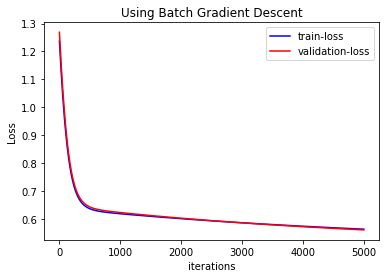 Using Batch Gradient Descent
train-loss
validation-loss
Loss
1.3
1.2
1.1
1.0
0.9
0.8
0.7
0.6
0 1000 2000 3000 4000 5000
iterations